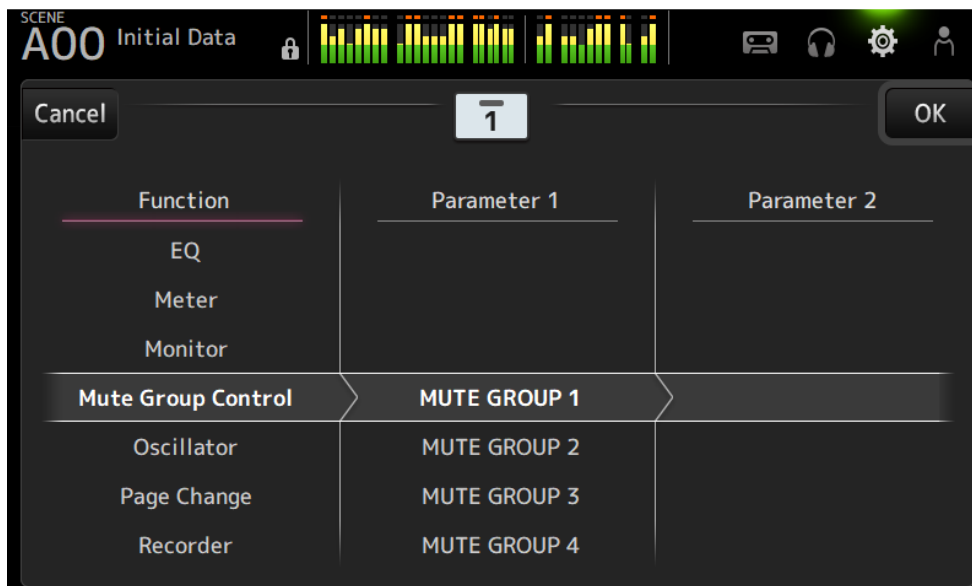 SCENE
A00 Initial Data
Cancel
1
OK
Function Parameter 1 Parameter 2
EQ
Meter
Monitor
Mute Group Control MUTE GROUP 1
Oscillator MUTE GROUP 2
Page Change MUTE GROUP 3
Recorder MUTE GROUP 4